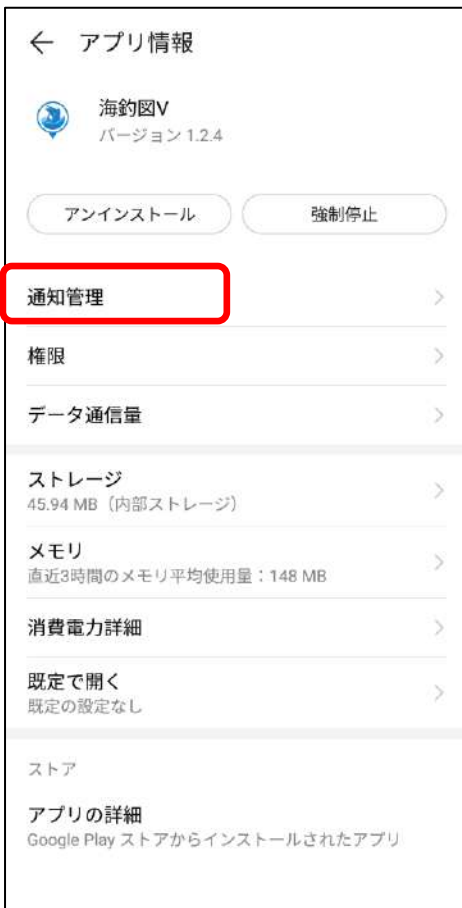 アプリ情報
海釣図V
バージョン 1.2.4
アンインストール
強制停止
通知管理
権限
データ通信量
ストレージ
45.94 MB（内部ストレージ）
メモリ
直近3時間のメモリ平均使用量：148 MB
消費電力詳細
既定で開く
既定の設定なし
ストア
アプリの詳細
Google Play ストアからインストールされたアプリ